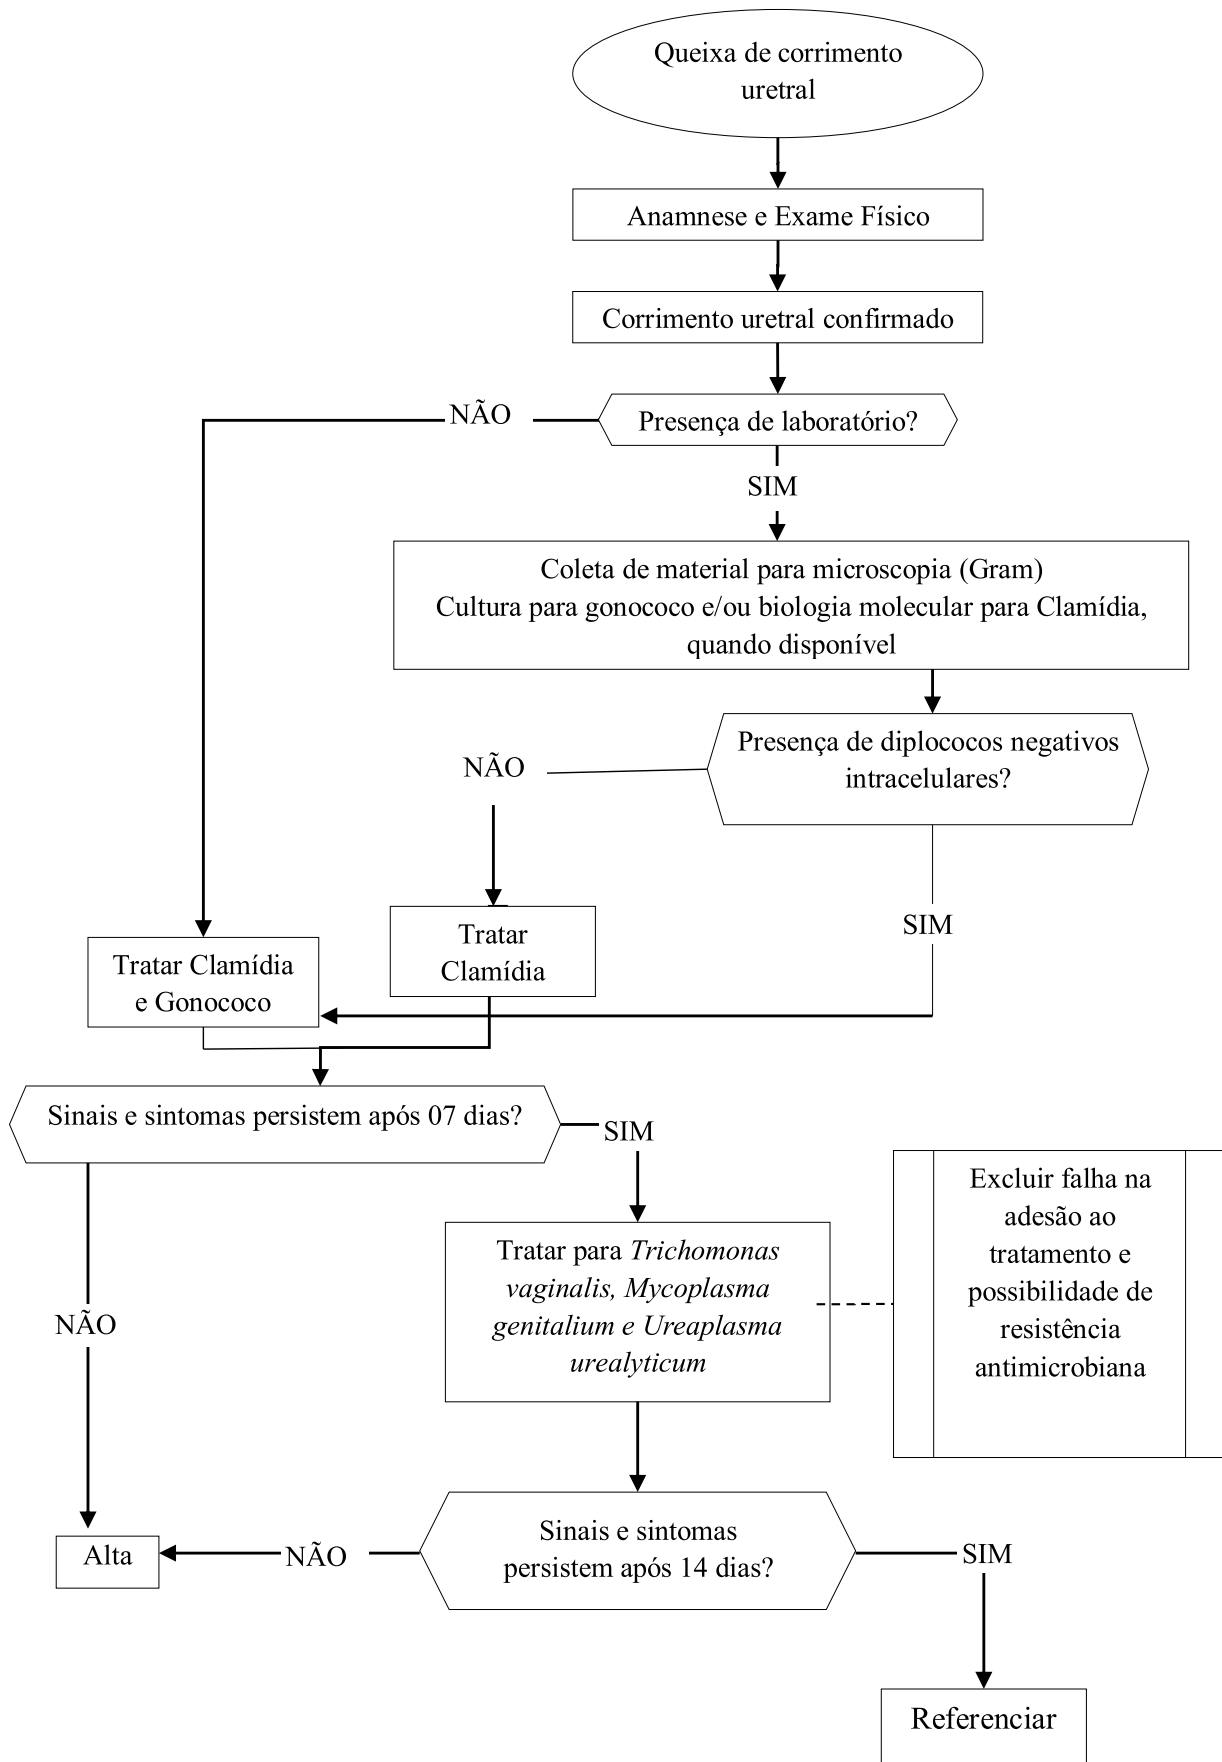 Queixa de corrimento
uretral
Anamnese e Exame Físico
Corrimento uretral confirmado
NÃO
Presença de laboratório?
SIM
Coleta de material para microscopia (Gram)
Cultura para gonococo e/ou biologia molecular para Clamídia,
quando disponível
Presença de diplococos negativos
intracelulares?
NÃO
SIM
Tratar
Clamídia
Tratar Clamídia
e Gonococo
Sinais e sintomas persistem após 07 dias?
SIM
Excluir falha na
adesão ao
tratamento e
possibilidade de
resistência
antimicrobiana
Tratar para Trichomonas
vaginalis, Mycoplasma
genitalium e Ureaplasma
urealyticum
NÃO
Sinais e sintomas
persistem após 14 dias?
Alta
NÃO
SIM
Referenciar